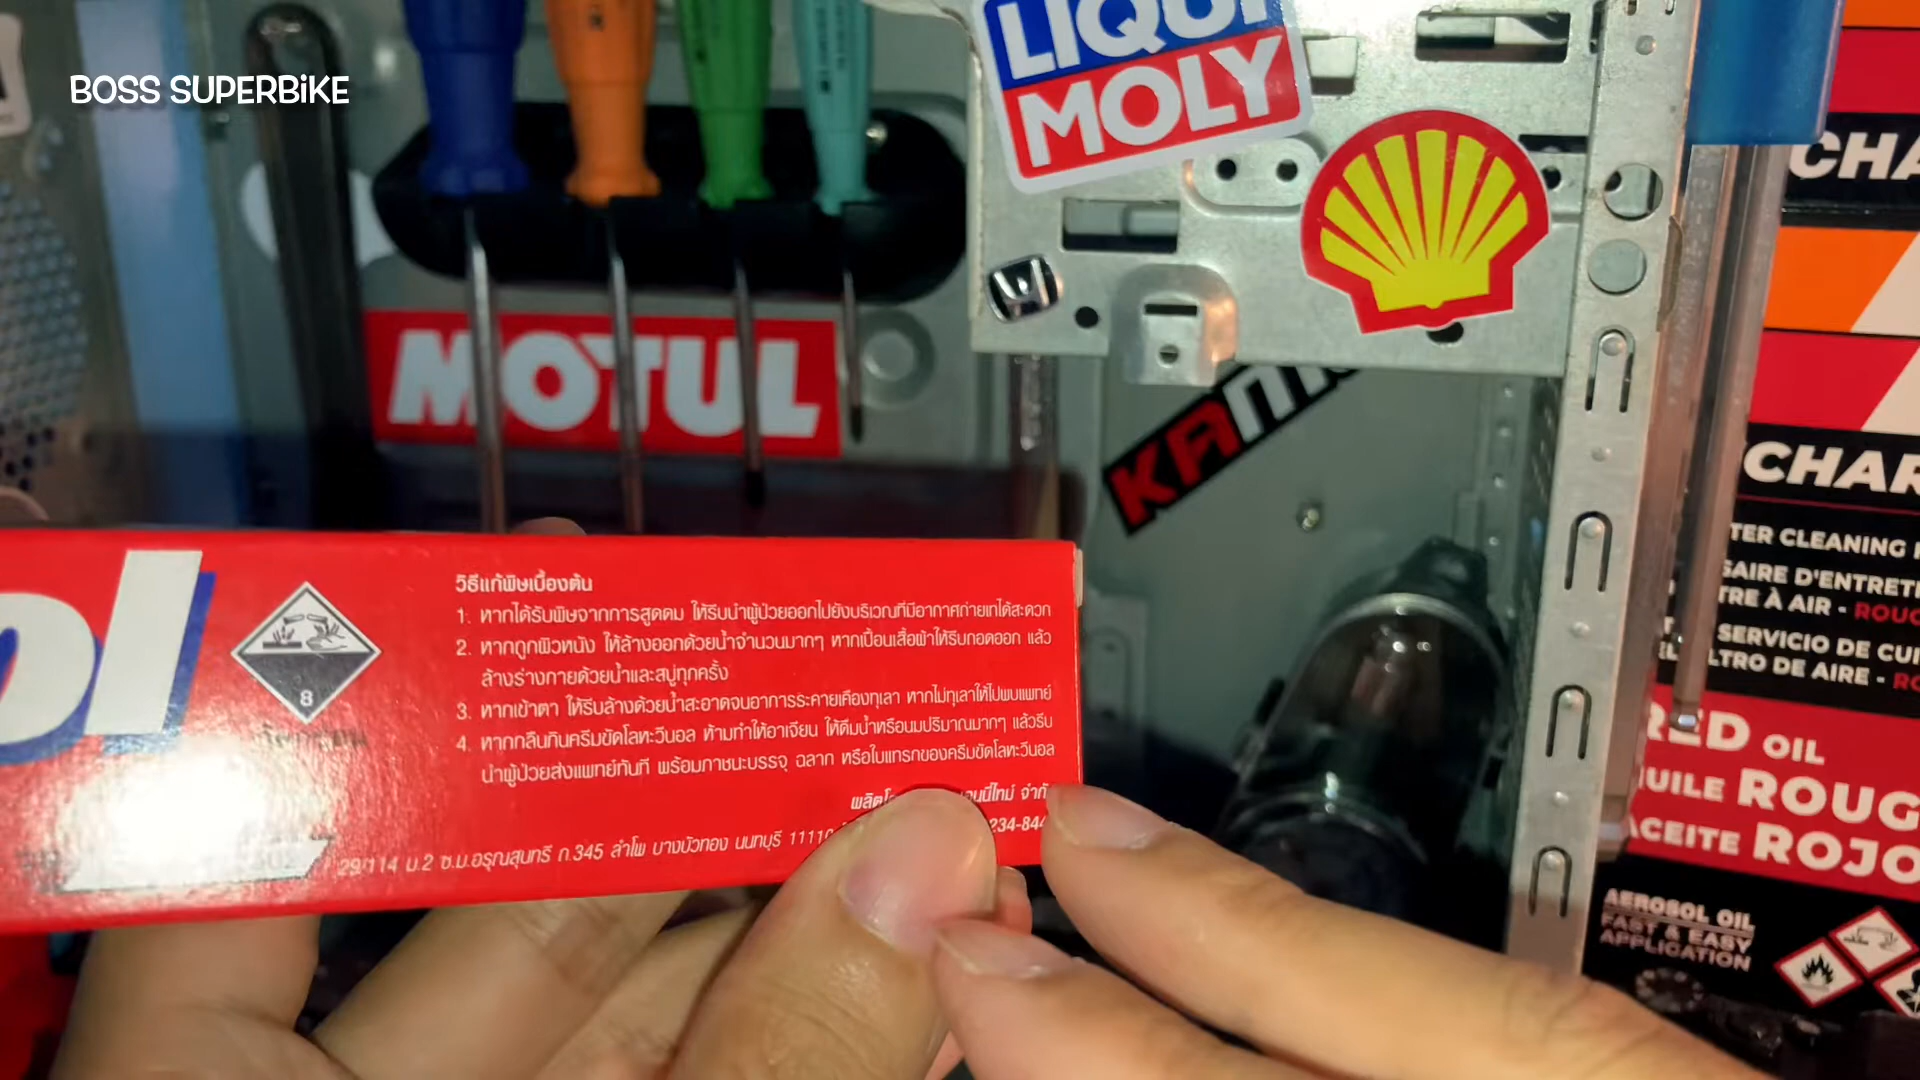 BOSS SUPERBiKE
LIQUI
MOLY
MOTUL
ol
8
วิธีแก้พิษเบื้องต้น
1. หากได้รับพิษจากการสูดดม ให้รีบนำผู้ป่วยออกไปยังบริเวณที่มีอากาศถ่ายเทได้สะดวก
2. หากถูกผิวหนัง ให้ล้างออกด้วยน้ำจำนวนมากๆ หากเปื้อนเสื้อผ้าให้รีบถอดออก แล้ว
ล้างร่างกายด้วยน้ำและสบู่ทุกครั้ง
3. หากเข้าตา ให้รีบล้างด้วยน้ำสะอาดจนอาการระคายเคืองทุเลา หากไม่ทุเลาให้ไปพบแพทย์
4. หากกลืนกินครีมขัดโลหะวีนอล ห้ามทำให้อาเจียน ให้ดื่มน้ำหรือนมปริมาณมากๆ แล้วรีบ
นำผู้ป่วยส่งแพทย์ทันที พร้อมภาชนะบรรจุ ฉลาก หรือใบแทรกของครีมขัดโลหะวีนอล
29/114 ม.2 ซ.ม.อรุณสุนทรี ถ.345 ลำโพ บางบัวทอง นนทบุรี 11110
234-844
CHA
CHAR
TER CLEANING
SAIRE D'ENTRETI
TRE À AIR - ROUG
SERVICIO DE CUI
LTRO DE AIRE - RO
RED OIL
UILE ROUG
ACEITE ROJO
AEROSOL OIL
FAST & EASY
APPLICATION